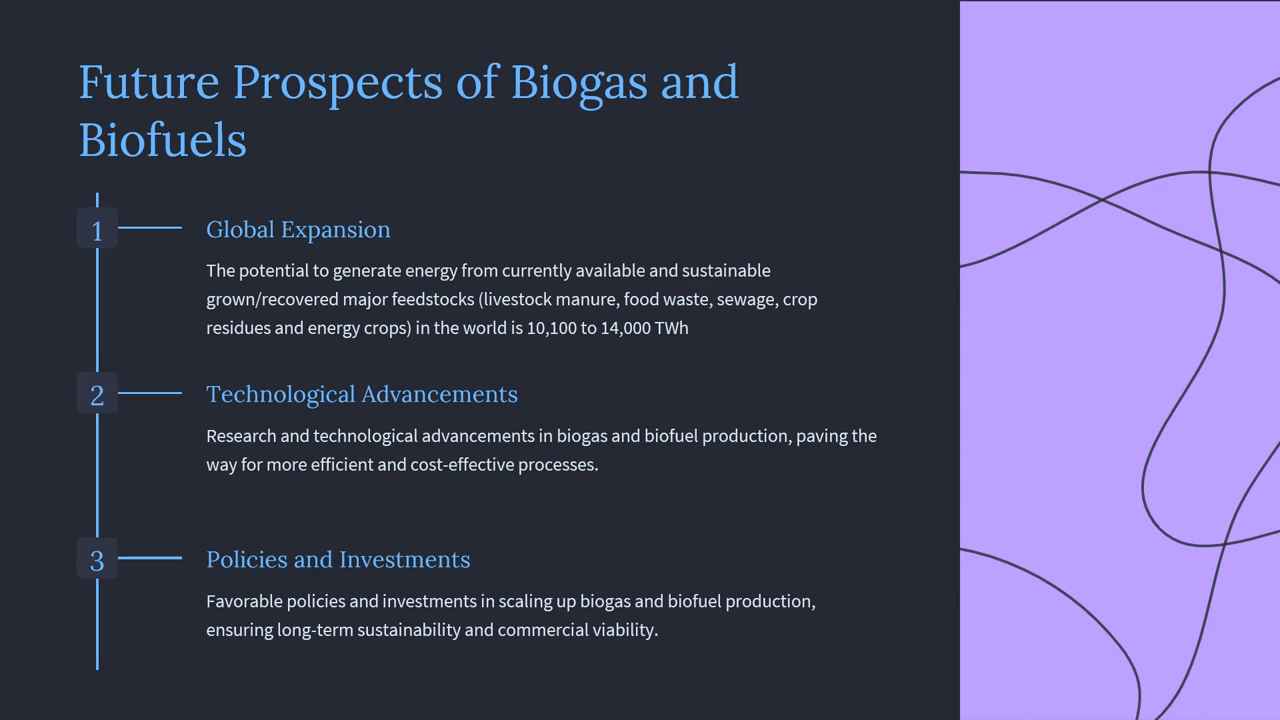 Future Prospects of Biogas and
Biofuels
1
Global Expansion
The potential to generate energy from currently available and sustainable
grown/recovered major feedstocks (livestock manure, food waste, sewage, crop
residues and energy crops) in the world is 10,100 to 14,000 TWh
2
Technological Advancements
Research and technological advancements in biogas and biofuel production, paving the
way for more efficient and cost-effective processes.
3
Policies and Investments
Favorable policies and investments in scaling up biogas and biofuel production,
ensuring long-term sustainability and commercial viability.